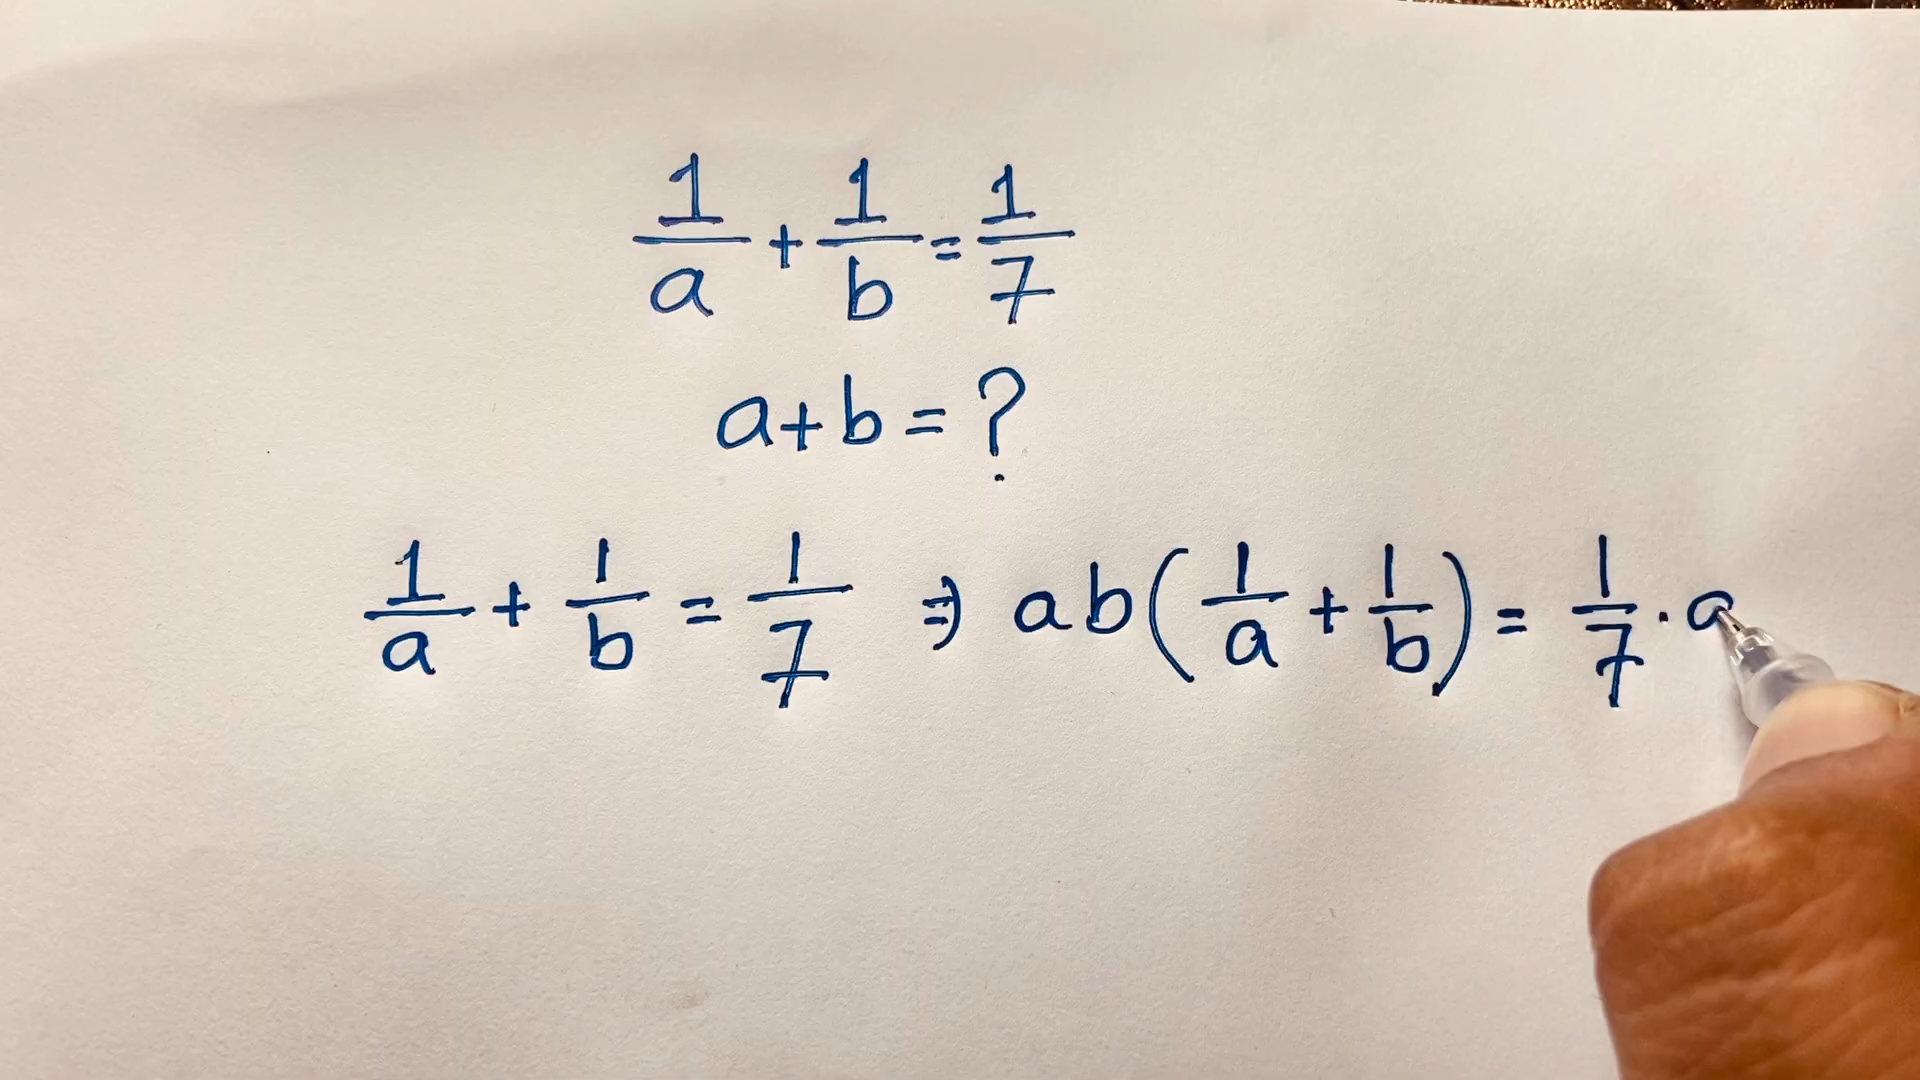 1/a + 1/b = 1/7
a+b = ?
1/a + 1/b = 1/7 ⇒ ab(1/a + 1/b) = 1/7 · a